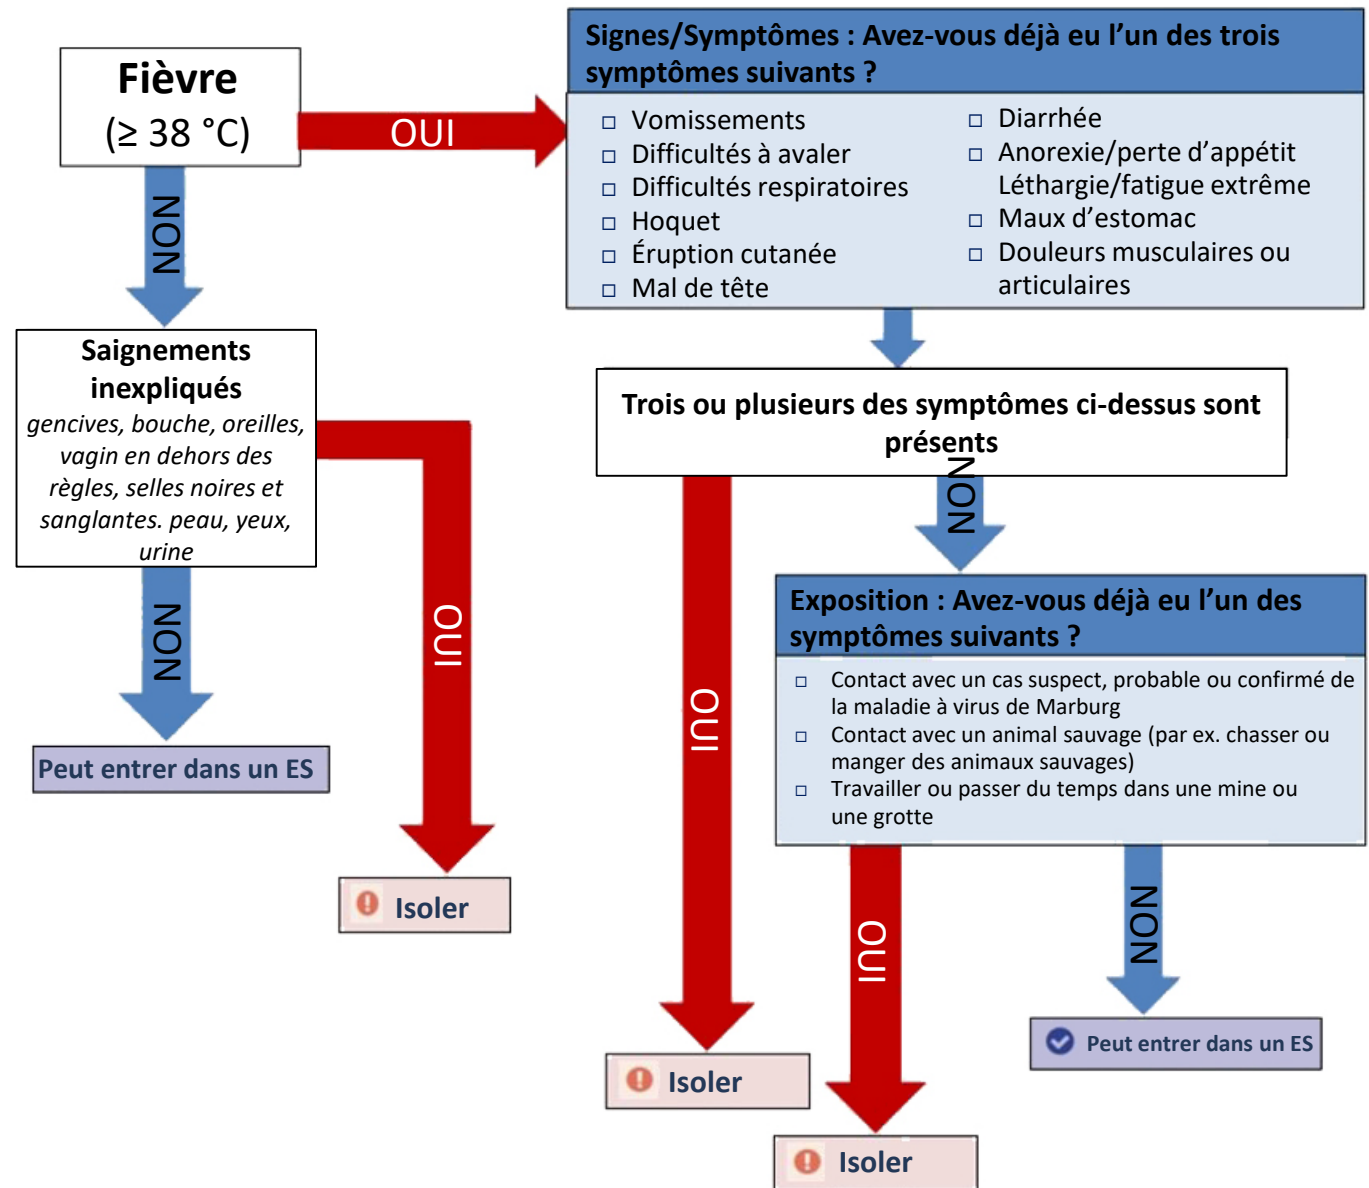 Fièvre
(≥ 38 °C)
OUI
NON
Signes/Symptômes : Avez-vous déjà eu l’un des trois
symptômes suivants ?
Vomissements
Difficultés à avaler
Difficultés respiratoires
Hoquet
Éruption cutanée
Mal de tête
Diarrhée
Anorexie/perte d’appétit
Léthargie/fatigue extrême
Maux d’estomac
Douleurs musculaires ou
articulaires
Saignements
inexpliqués
gencives, bouche, oreilles,
vagin en dehors des
règles, selles noires et
sanglantes. peau, yeux,
urine
NON
OUI
Peut entrer dans un ES
Isoler
Trois ou plusieurs des symptômes ci-dessus sont
présents
OUI
NON
Isoler
Exposition : Avez-vous déjà eu l’un des
symptômes suivants ?
Contact avec un cas suspect, probable ou confirmé de
la maladie à virus de Marburg
Contact avec un animal sauvage (par ex. chasser ou
manger des animaux sauvages)
Travailler ou passer du temps dans une mine ou
une grotte
OUI
NON
Isoler
Peut entrer dans un ES